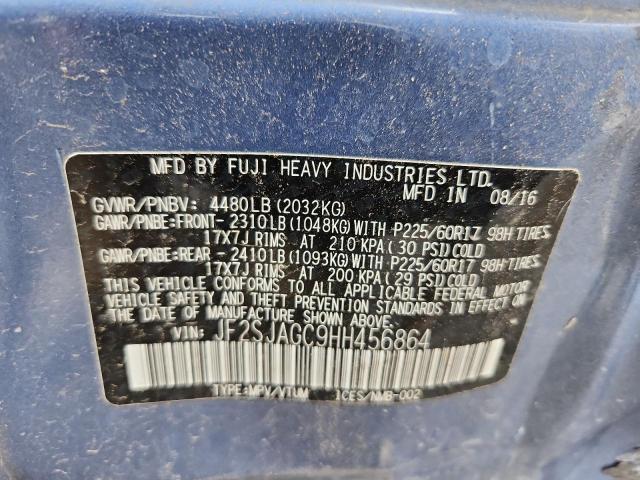 MFD BY FUJI HEAVY INDUSTRIES LTD.
MFD IN 08/16
GVWR/PNBV: 4480LB(2032KG)
GAWR/PNBE:FRONT-2310LB(1048KG)WITH P225/60R17 98H TIRES
17X7J RIMS AT 210 KPA(30 PSI)COLD
GAWR/PNBE:REAR -2410LB(1093KG)WITH P225/60R17 98H TIRES
17X7J RIMS AT 200 KPA(29 PSI)COLD
THIS VEHICLE CONFORMS TO ALL APPLICABLE FEDERAL MOTOR
VEHICLE SAFETY AND THEFT PREVENTION STANDARDS IN EFFECT ON
THE DATE OF MANUFACTURE SHOWN ABOVE.
VIN: JF2SJAGC9HH456864
TYPE:MPV/VTUM 1CES/NMB-002